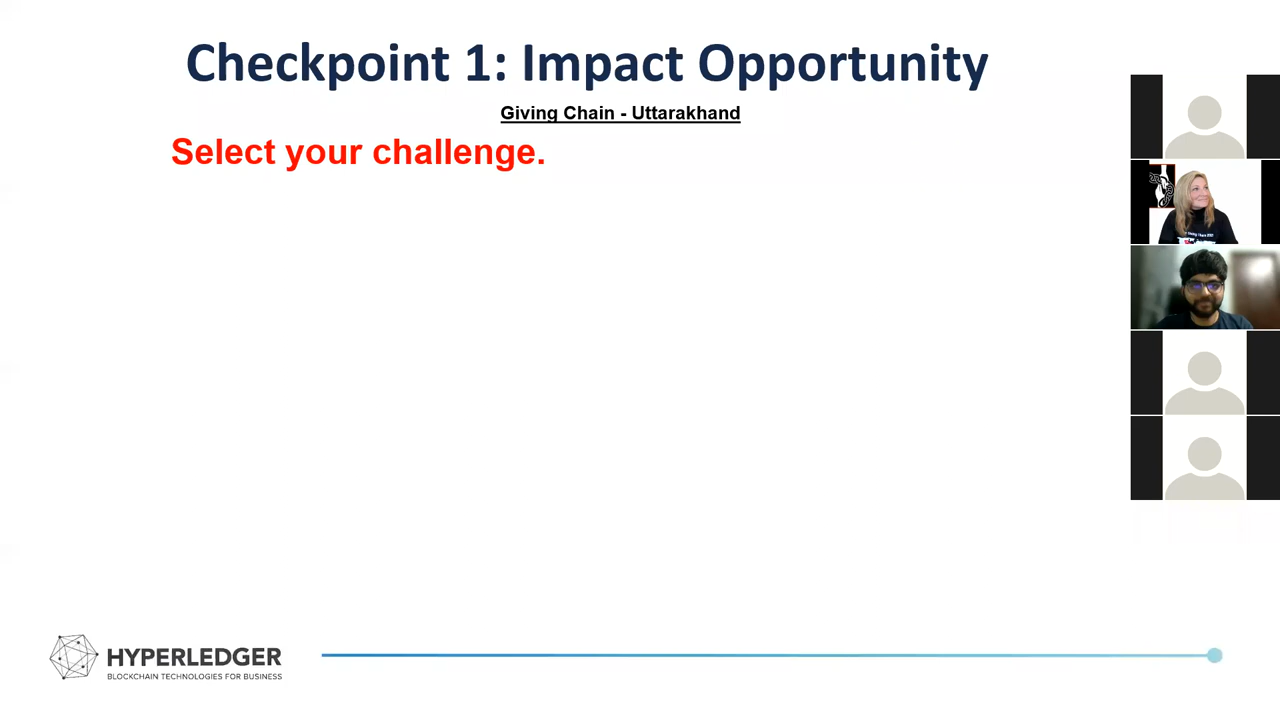 Checkpoint 1: Impact Opportunity
Giving Chain - Uttarakhand
Select your challenge.
HYPERLEDGER
BLOCKCHAIN TECHNOLOGIES FOR BUSINESS